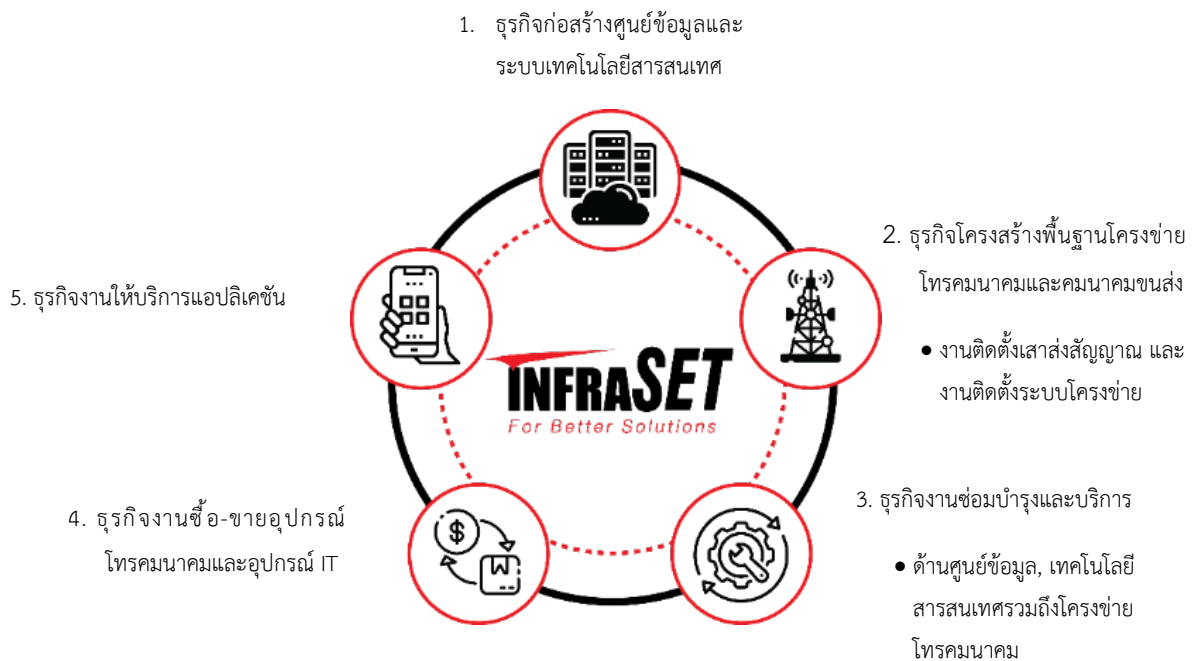 1. ธุรกิจก่อสร้างศูนย์ข้อมูลและ
ระบบเทคโนโลยีสารสนเทศ
2. ธุรกิจโครงสร้างพื้นฐานโครงข่าย
โทรคมนาคมและคมนาคมขนส่ง
• งานติดตั้งเสาส่งสัญญาณ และ
งานติดตั้งระบบโครงข่าย
3. ธุรกิจงานซ่อมบำรุงและบริการ
• ด้านศูนย์ข้อมูล, เทคโนโลยี
สารสนเทศรวมถึงโครงข่าย
โทรคมนาคม
4. ธุรกิจงานซื้อ-ขายอุปกรณ์
โทรคมนาคมและอุปกรณ์ IT
5. ธุรกิจงานให้บริการแอปลิเคชัน
INFRASET
For Better Solutions
$